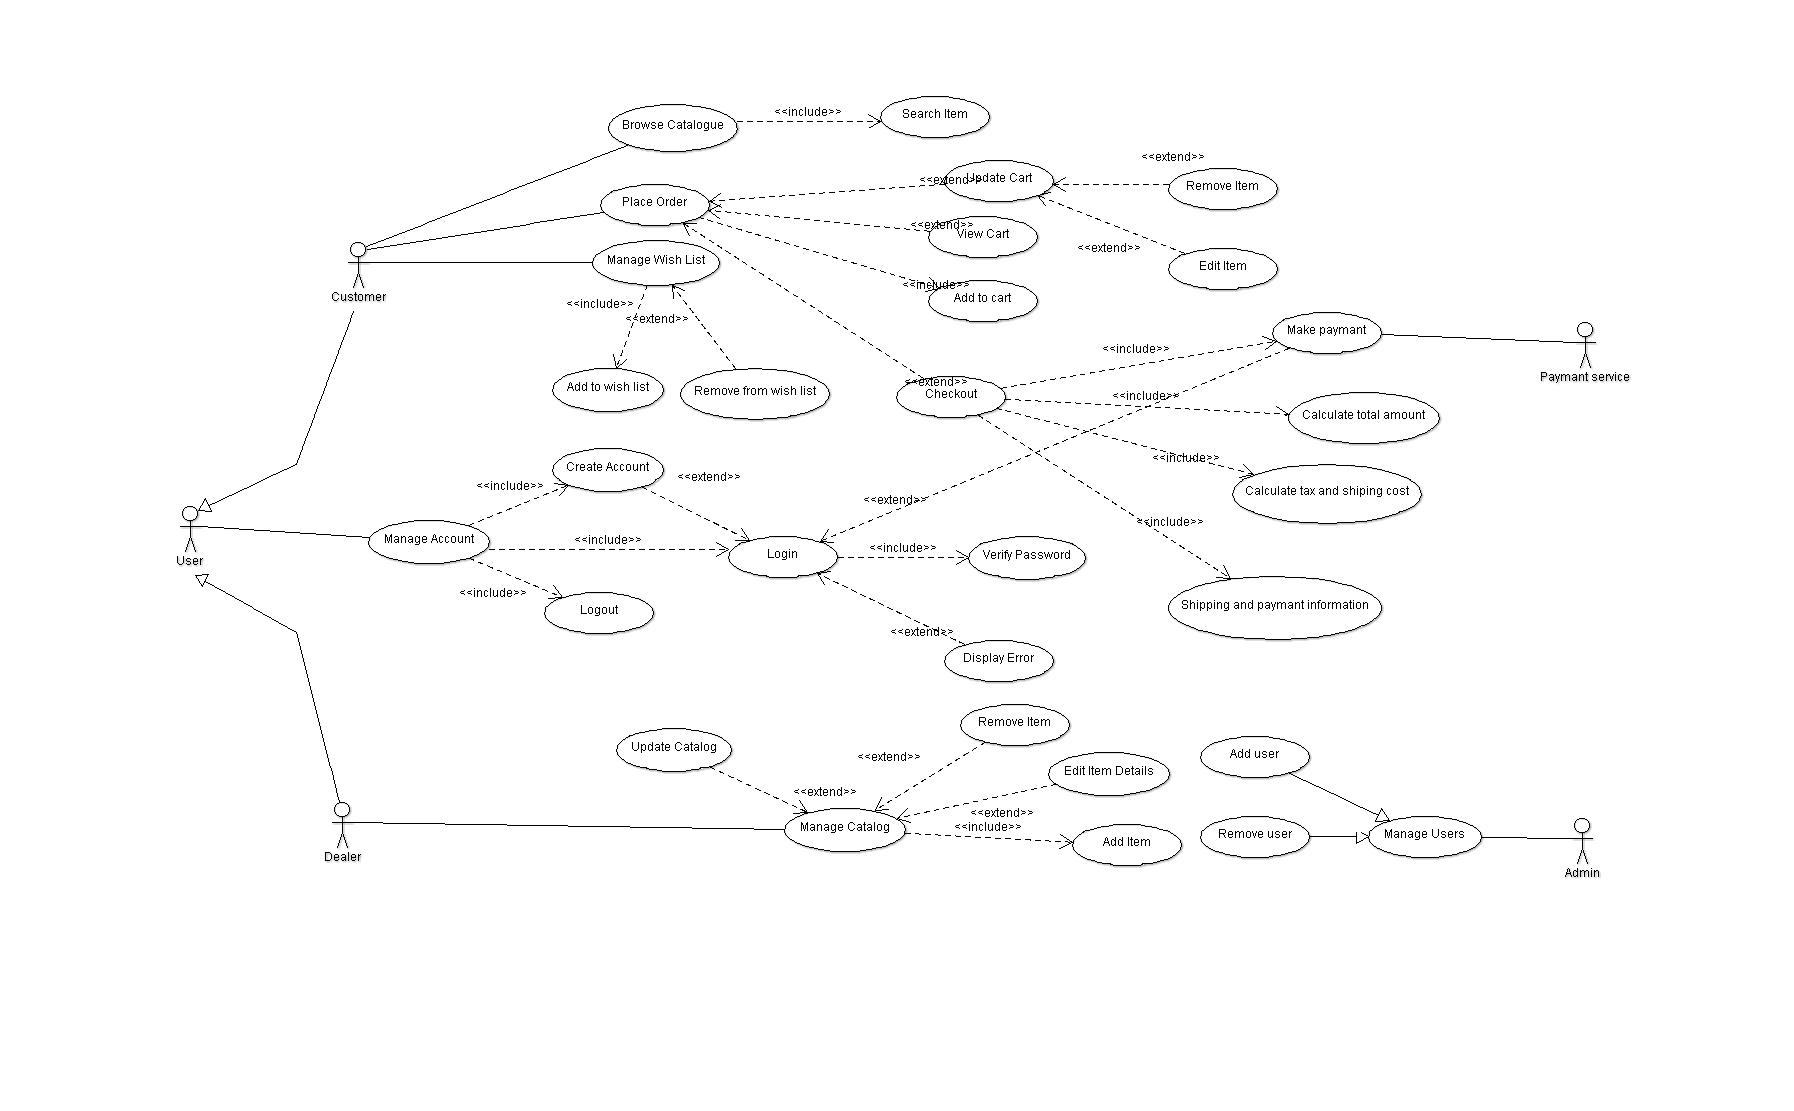 <<include>>
Search Item
Browse Catalogue
<<extend>>
<<extend>>
Update Cart
Remove Item
Place Order
<<extend>>
View Cart
<<extend>>
Manage Wish List
Edit Item
<<include>>
Add to cart
Customer
<<include>>
<<extend>>
Make paymant
<<include>>
Paymant service
<<extend>>
Checkout
Add to wish list
Remove from wish list
<<include>>
Calculate total amount
Create Account
<<extend>>
<<include>>
<<include>>
Calculate tax and shiping cost
<<extend>>
<<include>>
Manage Account
<<include>>
<<include>>
Login
Verify Password
User
<<include>>
Logout
Shipping and paymant information
<<extend>>
Display Error
Remove Item
Update Catalog
<<extend>>
Add user
Edit Item Details
<<extend>>
<<extend>>
<<include>>
Manage Catalog
Remove user
Manage Users
Add Item
Dealer
Admin